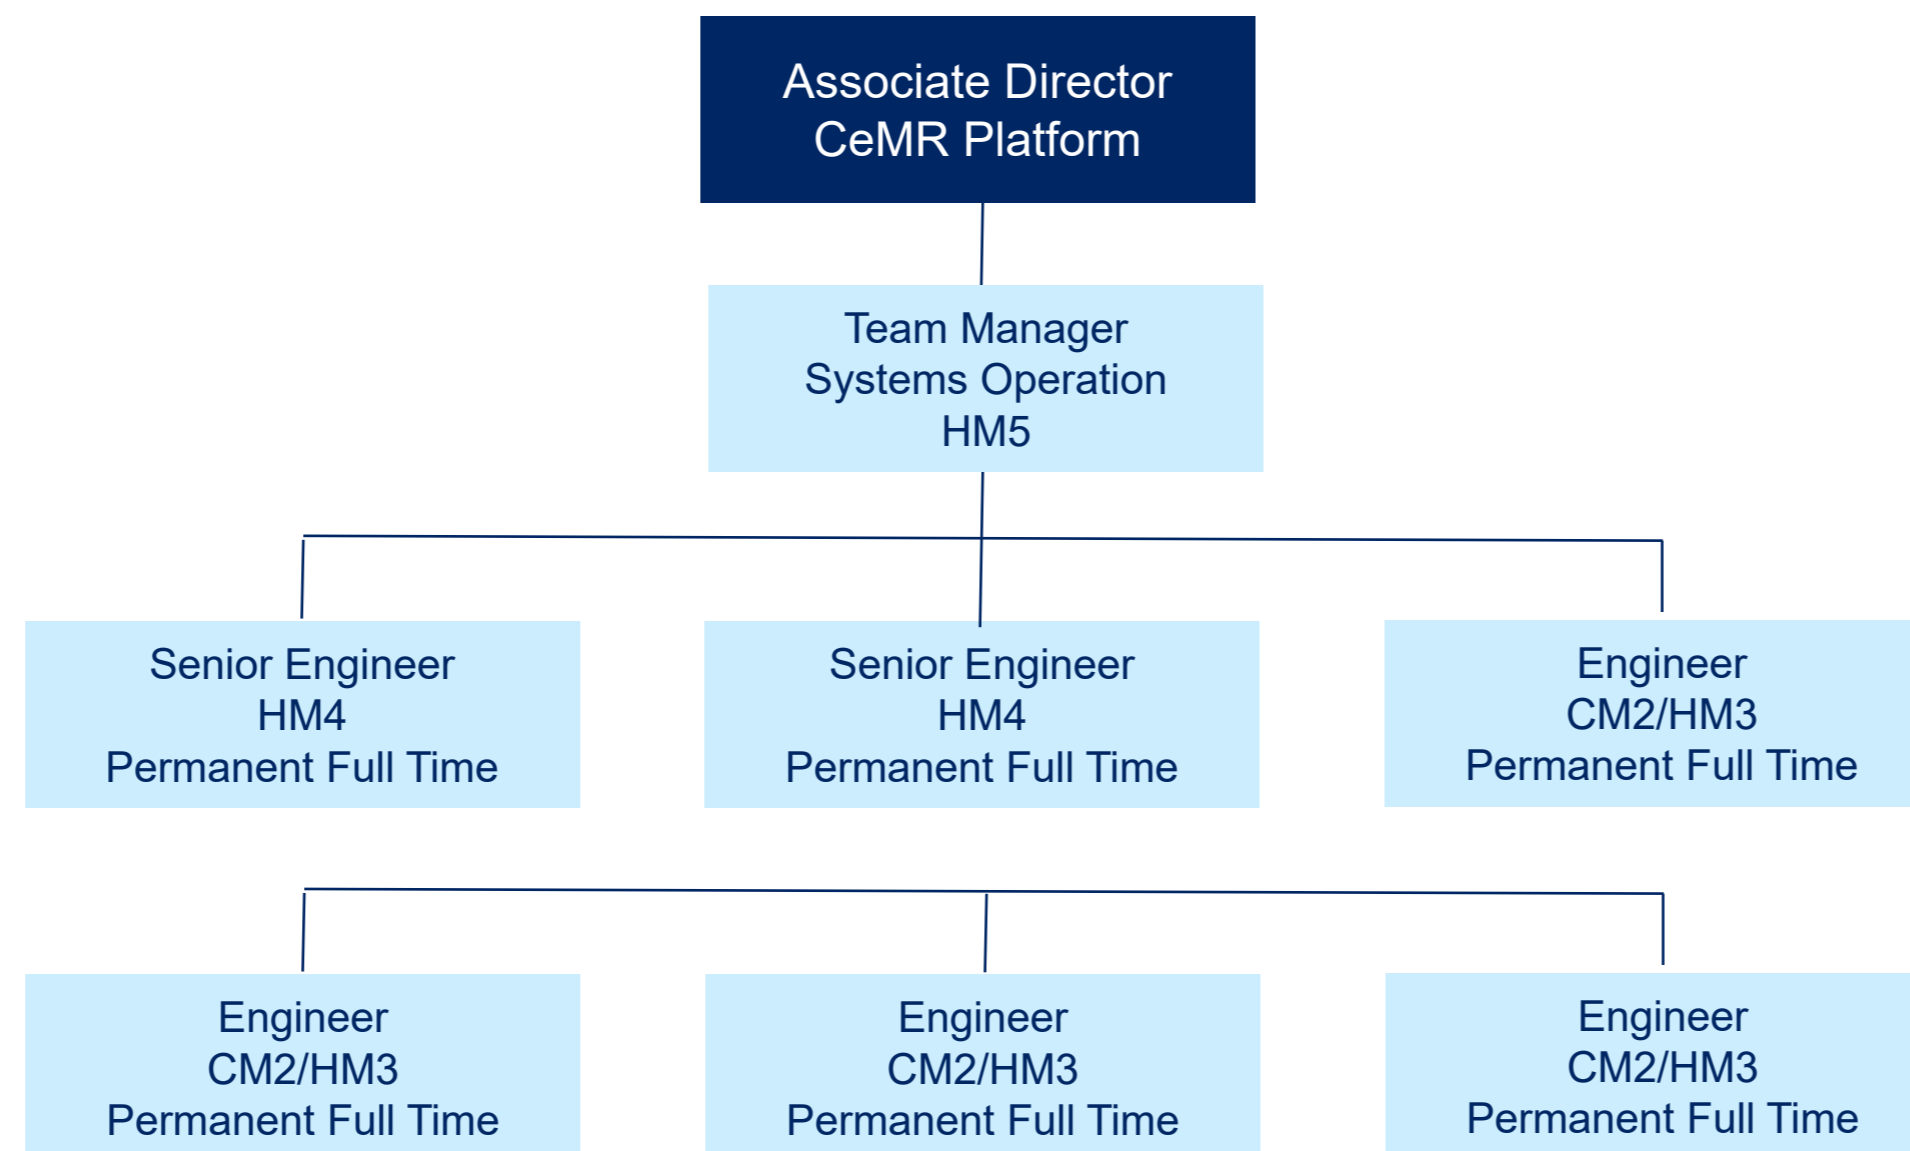 Associate Director
CeMR Platform
Team Manager
Systems Operation
HM5
Senior Engineer
HM4
Permanent Full Time
Senior Engineer
HM4
Permanent Full Time
Engineer
CM2/HM3
Permanent Full Time
Engineer
CM2/HM3
Permanent Full Time
Engineer
CM2/HM3
Permanent Full Time
Engineer
CM2/HM3
Permanent Full Time